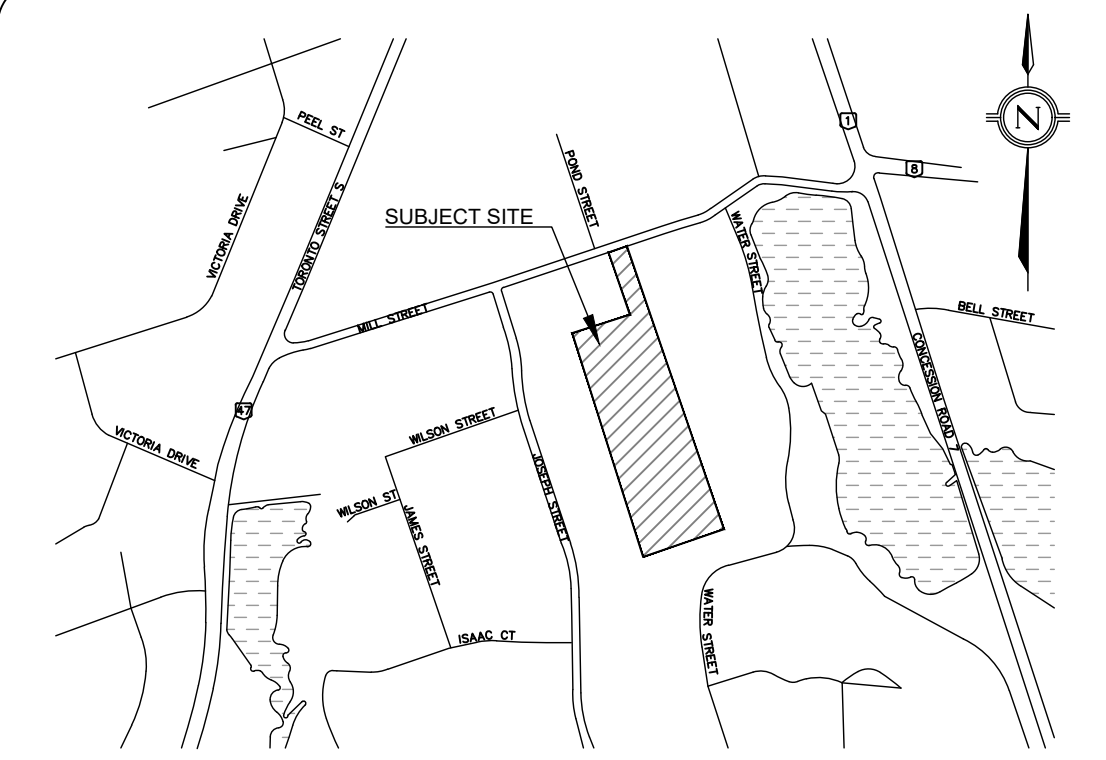 PEEL ST
VICTORIA DRIVE
TORONTO STREET S
POND STREET
SUBJECT SITE
MILL STREET
WATER STREET
1
8
N
BELL STREET
CONCESSION ROAD 7
47
VICTORIA DRIVE
WILSON STREET
JOSEPH STREET
WILSON ST
JAMES STREET
ISAAC CT
WATER STREET